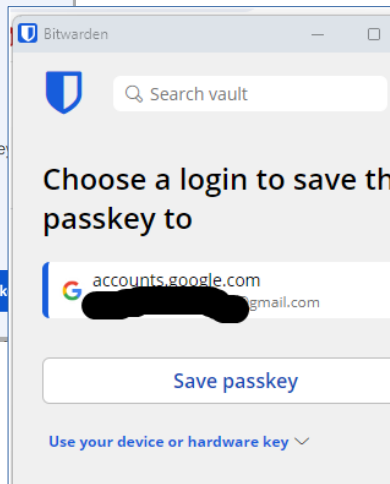 Bitwarden
Search vault
Choose a login to save th
passkey to
accounts.google.com
@gmail.com
Save passkey
Use your device or hardware key